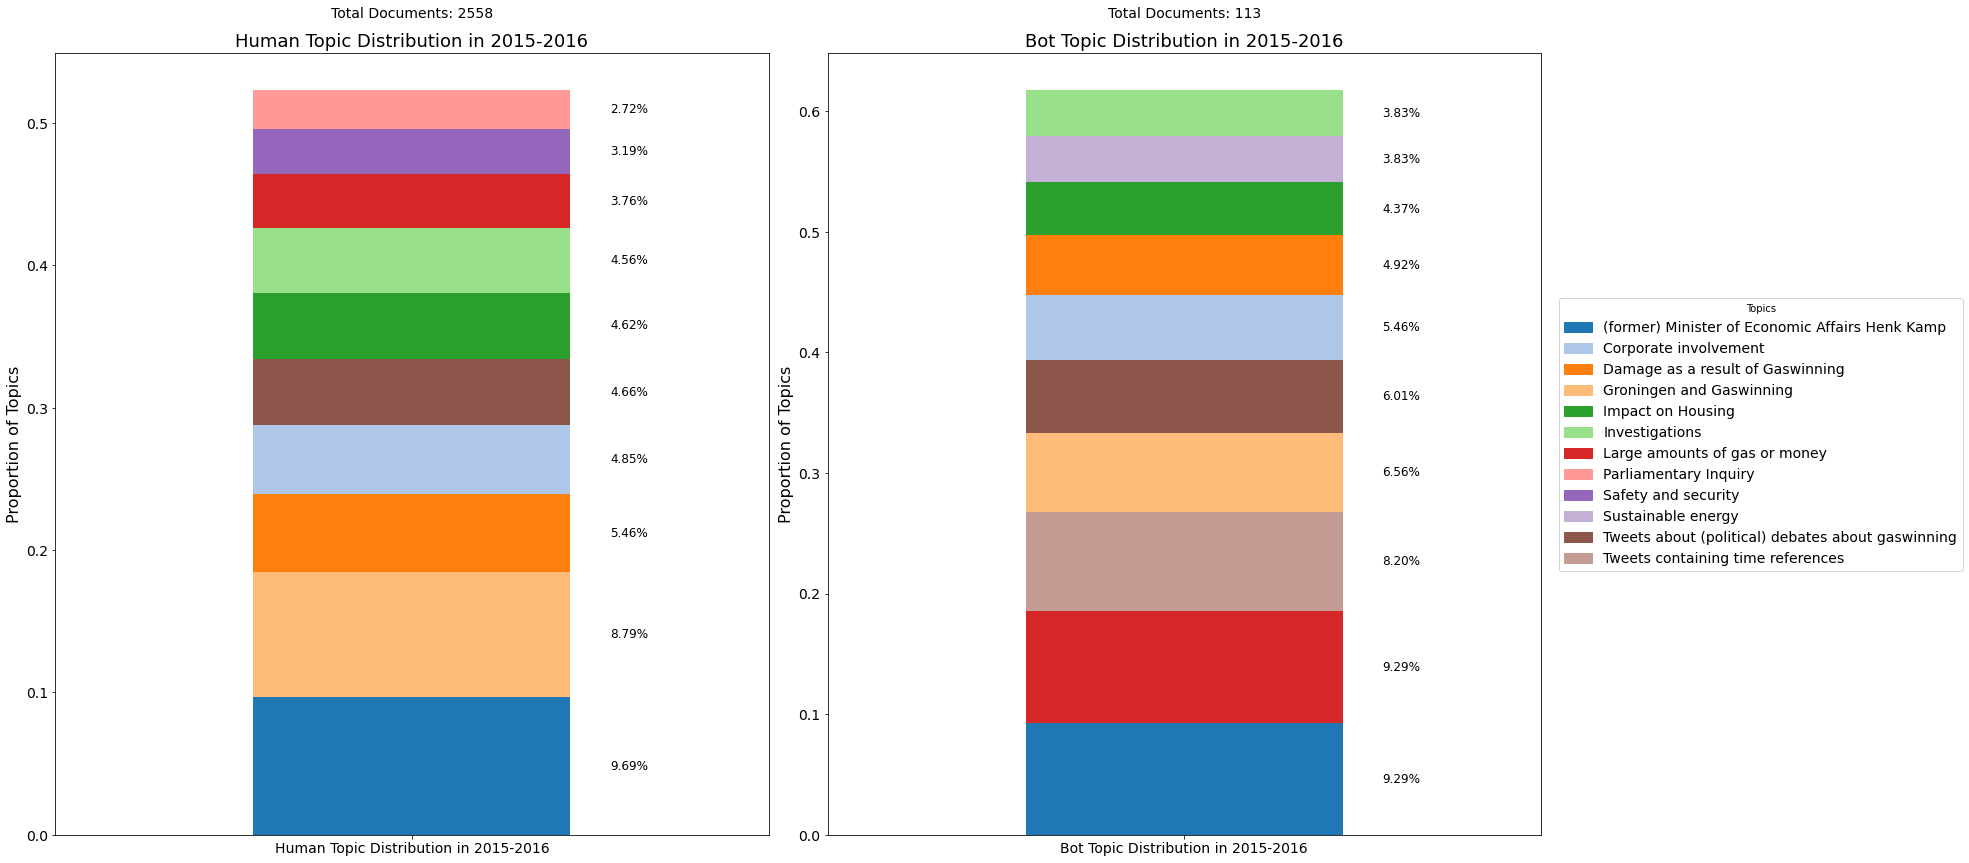 Total Documents: 2558
Human Topic Distribution in 2015-2016
Proportion of Topics
0.5
0.4
0.3
0.2
0.1
0.0
2.72%
3.19%
3.76%
4.56%
4.62%
4.66%
4.85%
5.46%
8.79%
9.69%
Human Topic Distribution in 2015-2016
Total Documents: 113
Bot Topic Distribution in 2015-2016
Proportion of Topics
0.6
0.5
0.4
0.3
0.2
0.1
0.0
3.83%
3.83%
4.37%
4.92%
5.46%
6.01%
6.56%
8.20%
9.29%
9.29%
Bot Topic Distribution in 2015-2016
Topics
(former) Minister of Economic Affairs Henk Kamp
Corporate involvement
Damage as a result of Gaswinning
Groningen and Gaswinning
Impact on Housing
Investigations
Large amounts of gas or money
Parliamentary Inquiry
Safety and security
Sustainable energy
Tweets about (political) debates about gaswinning
Tweets containing time references